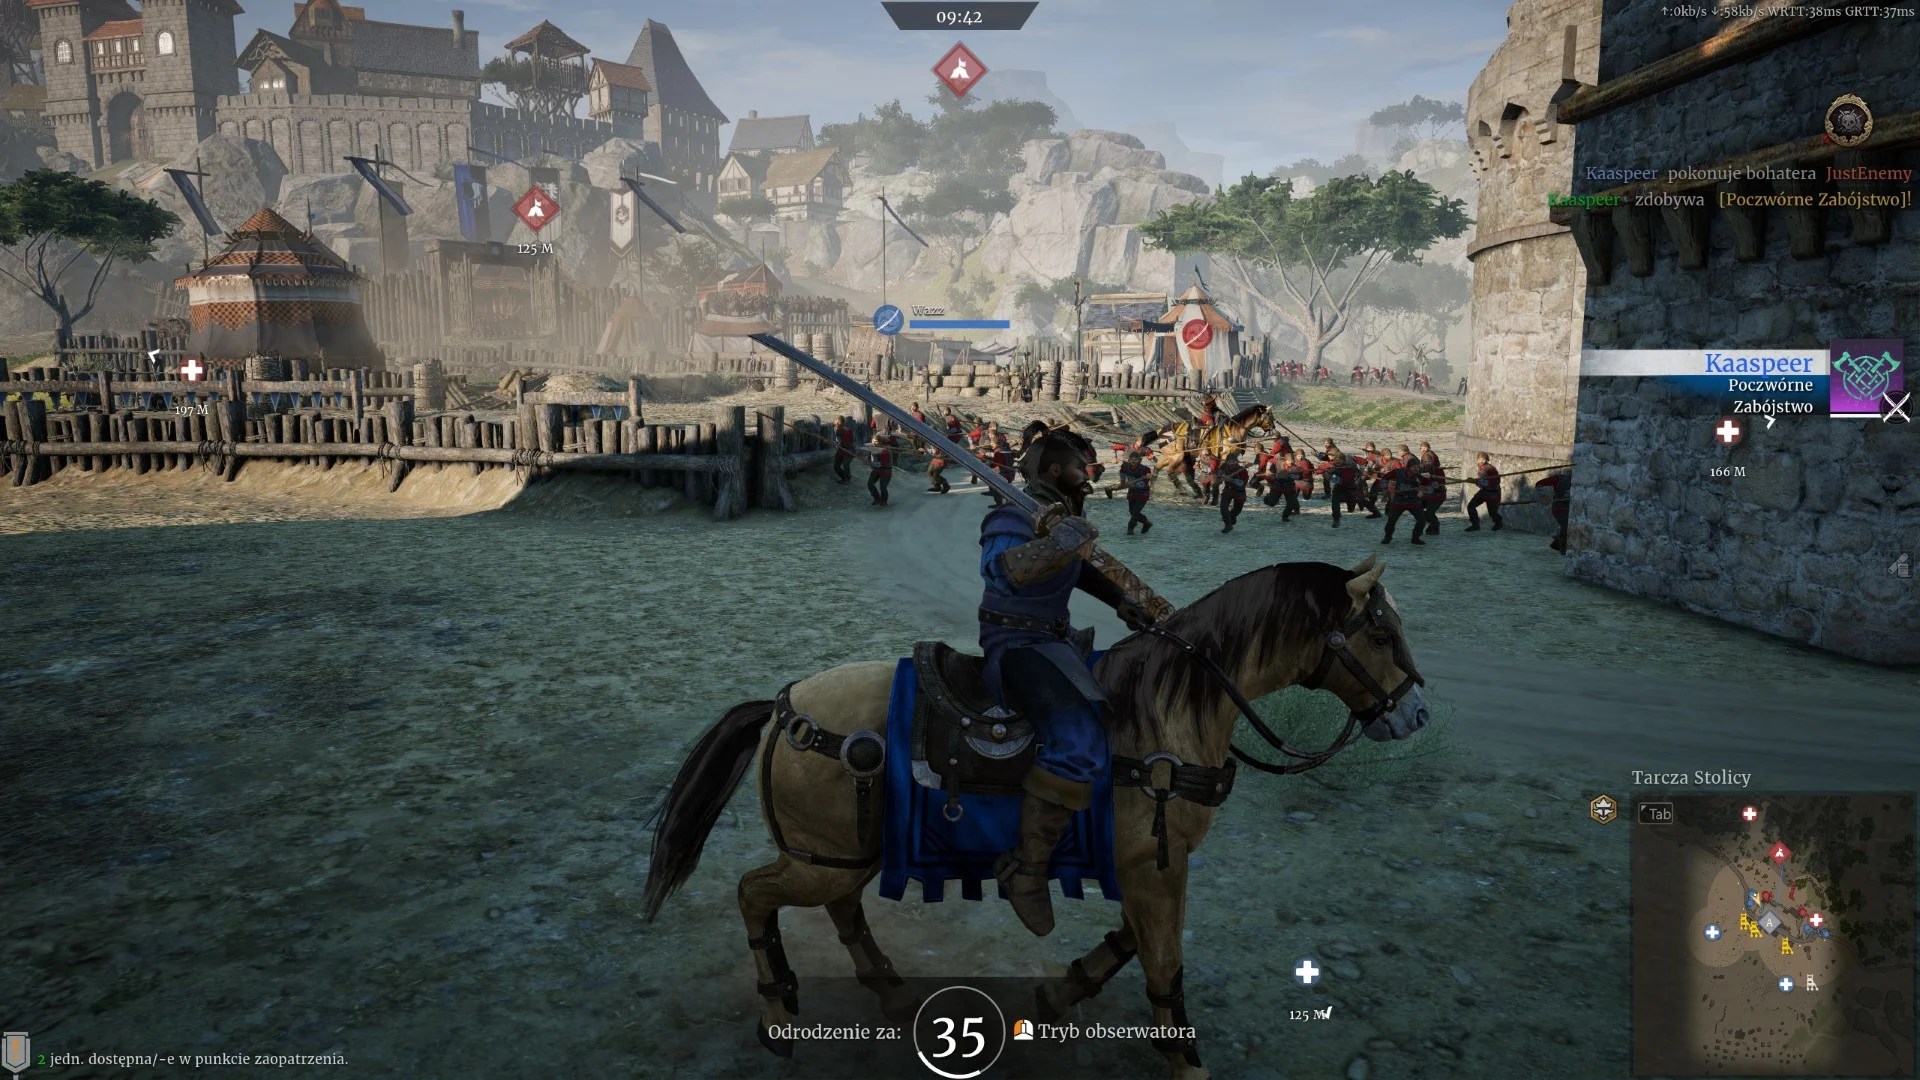 09:42
↑:0kb/s ↓:58kb/s WRTT:38ms GRTT:37ms
Kaaspeer pokonuje bohatera JustEnemy
Kaaspeer zdobywa [Poczwórne Zabójstwo]!
125 M
Wazz
Kaaspeer
Poczwórne
Zabójstwo
197 M
166 M
Tarcza Stolicy
Tab
A
125 M
Odrodzenie za: 35 Tryb obserwatora
2 jedn. dostępna/-e w punkcie zaopatrzenia.